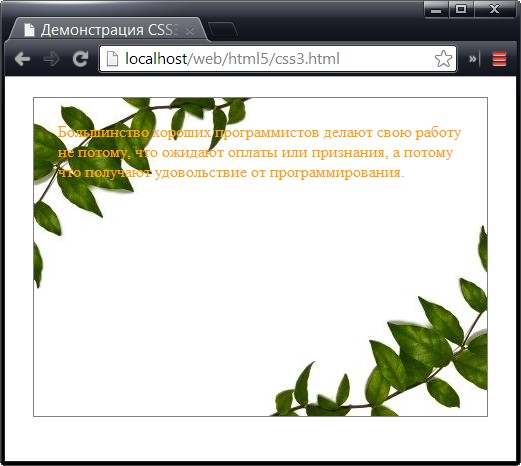 Демонстрация CSS3
localhost/web/html5/css3.html
Большинство хороших программистов делают свою работу
не потому, что ожидают оплаты или признания, а потому
что получают удовольствие от программирования.